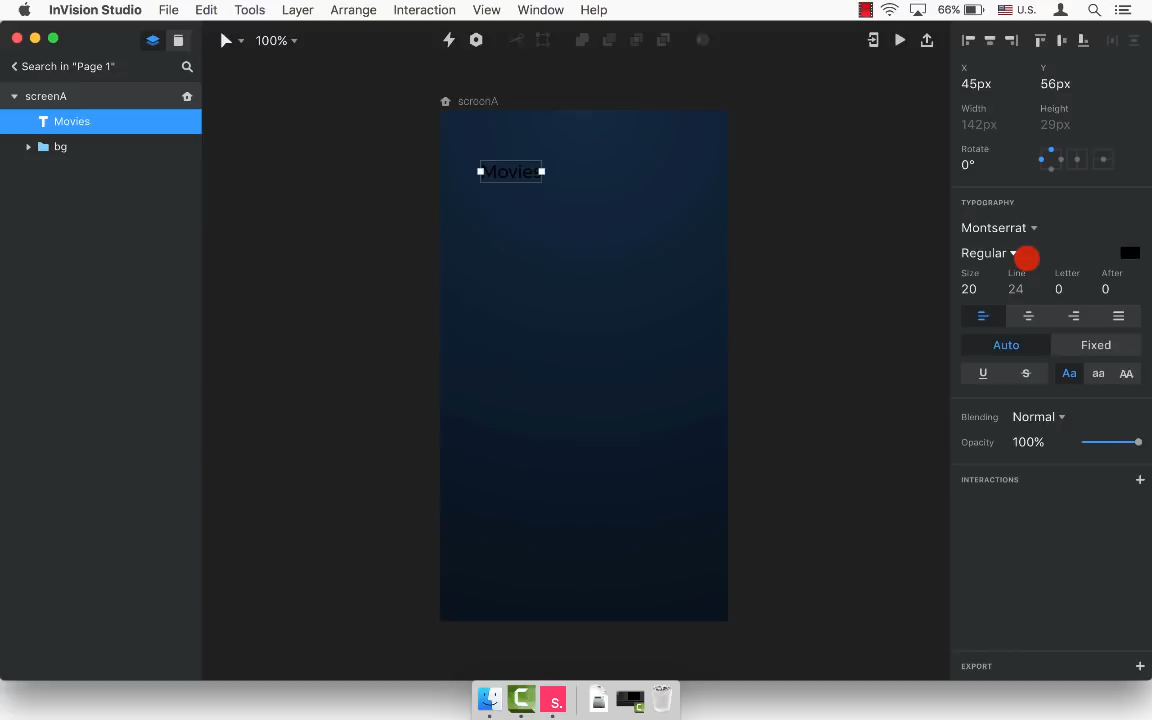 InVision Studio File Edit Tools Layer Arrange Interaction View Window Help 66% U.S.
Search in "Page 1"
100%
screenA
Movies
bg
screenA
Movies
X Y
45px 56px
Width Height
142px 29px
Rotate
0°
TYPOGRAPHY
Montserrat
Regular
Size Line Letter After
20 24 0 0
Auto Fixed
U S Aa aa AA
Blending Normal
Opacity 100%
INTERACTIONS +
EXPORT +
s.